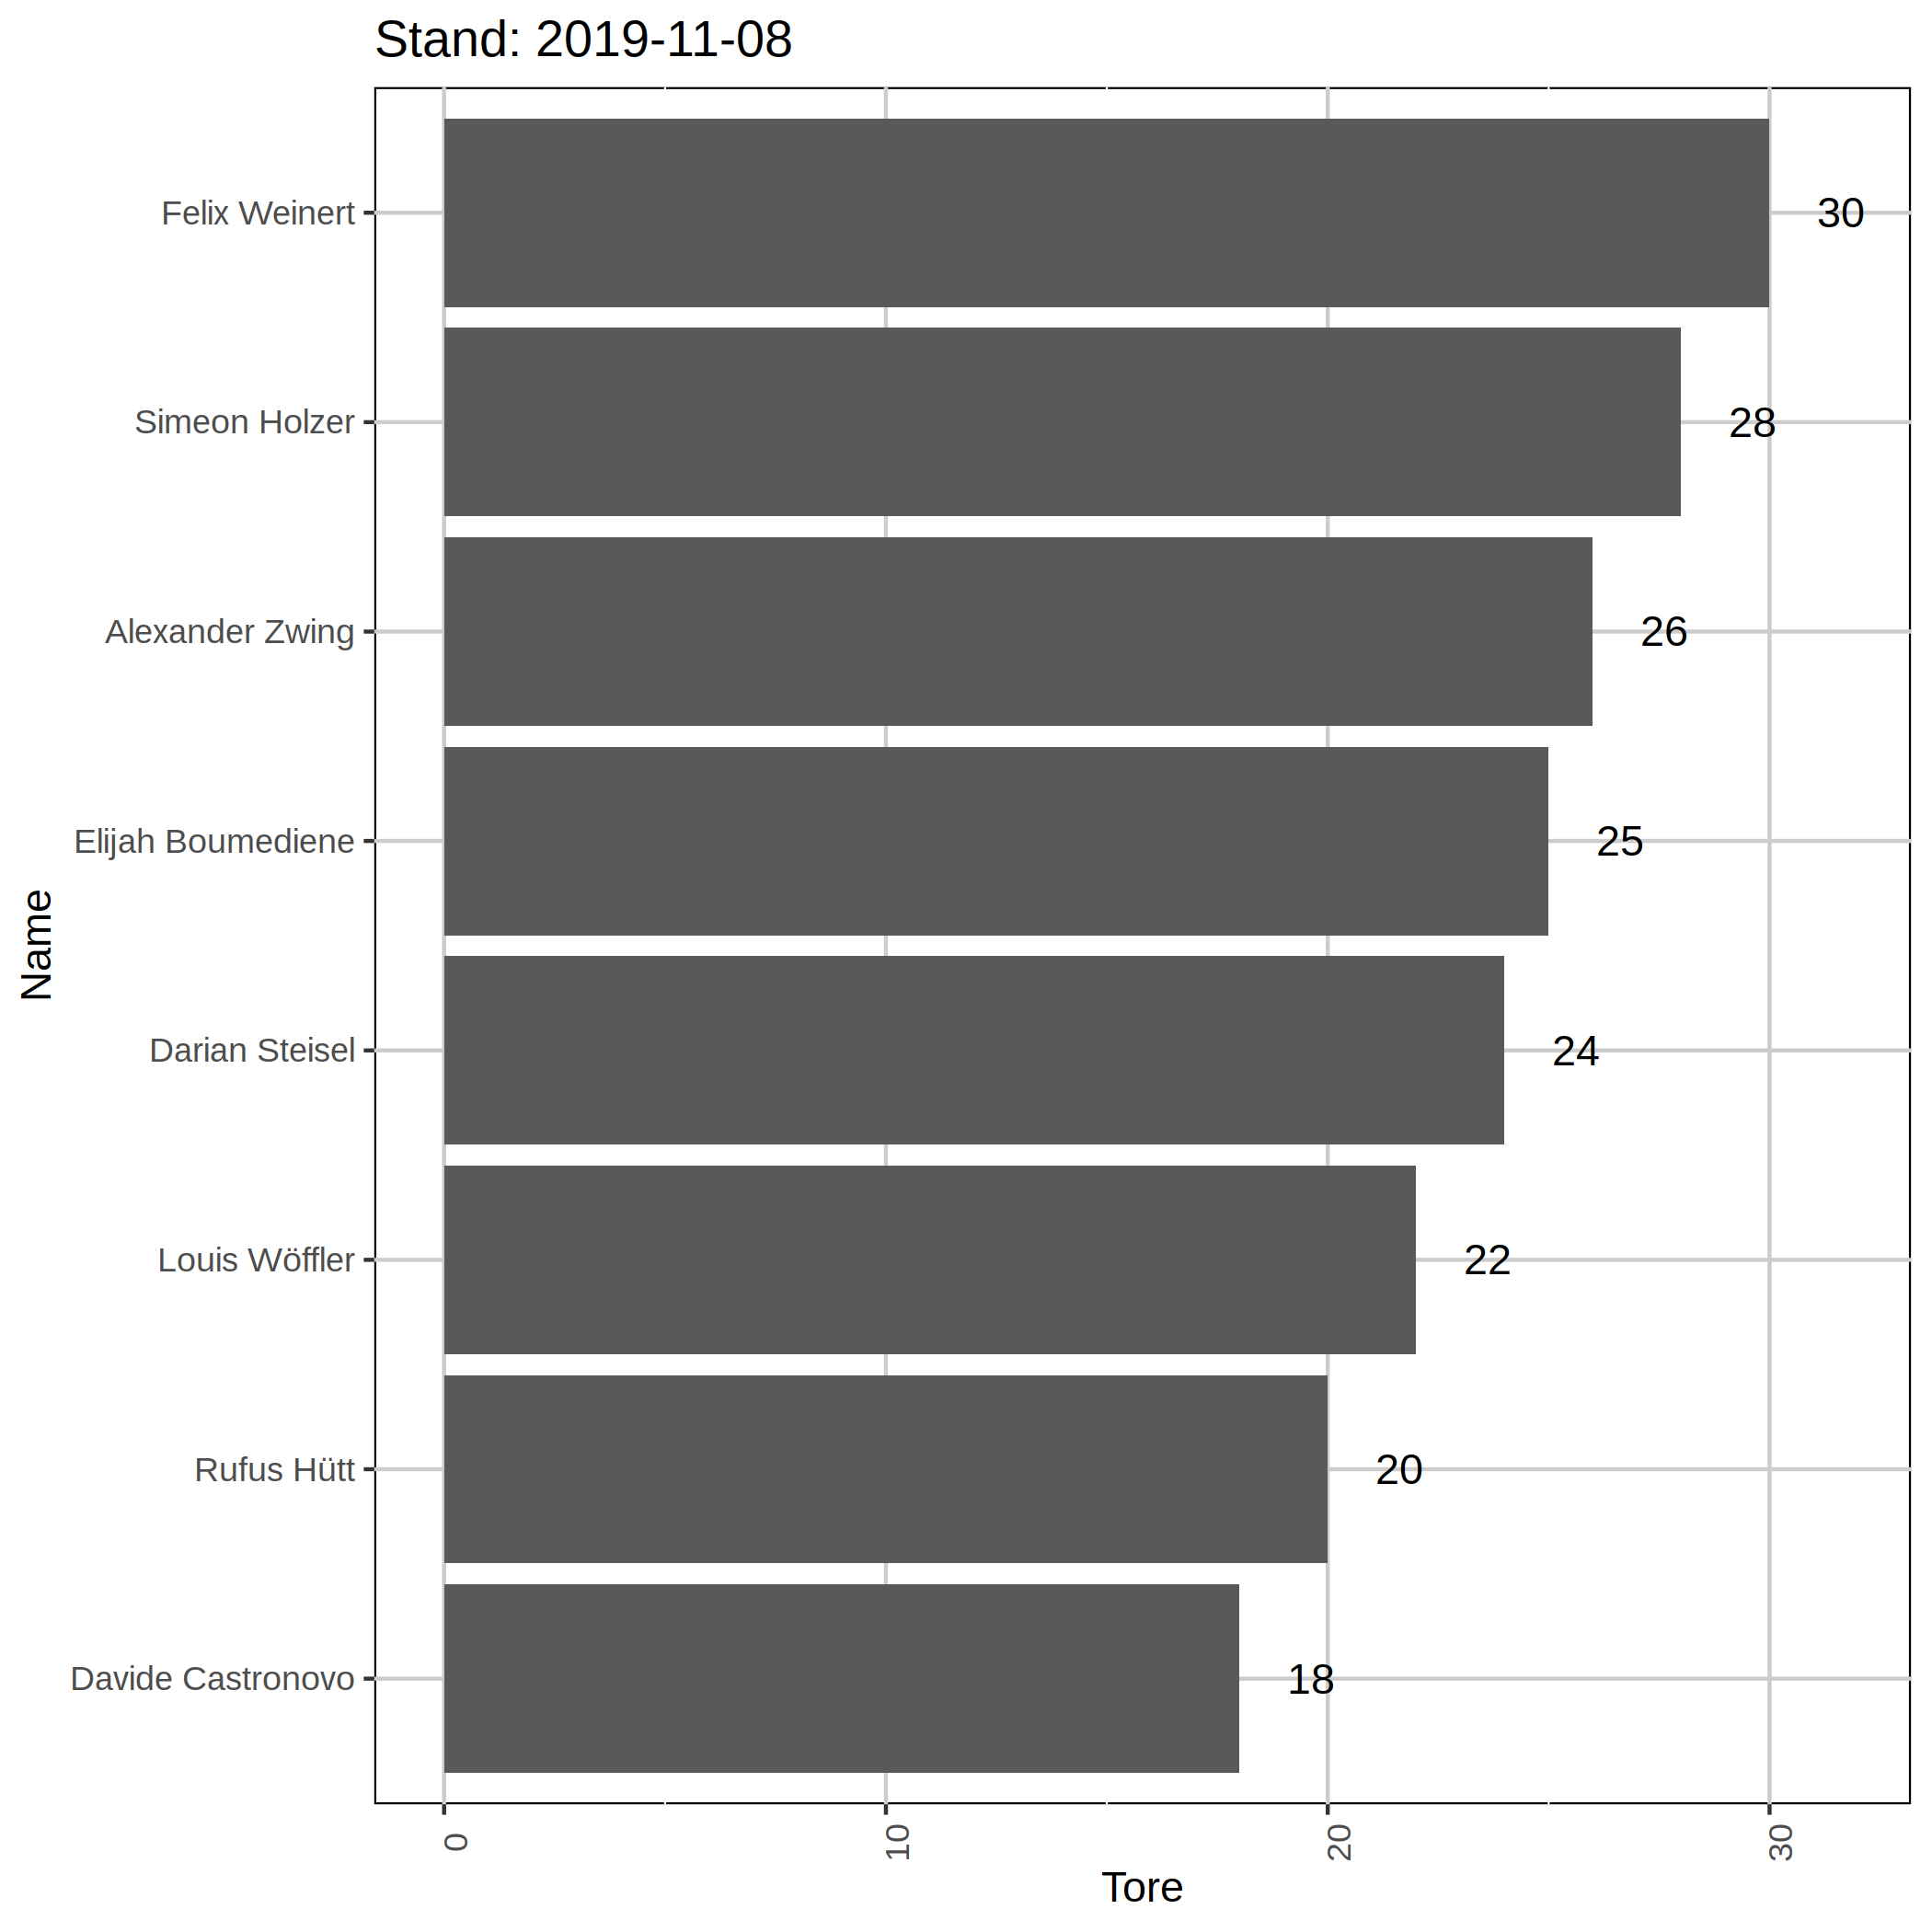 Stand: 2019-11-08
Felix Weinert
30
Simeon Holzer
28
Alexander Zwing
26
Elijah Boumediene
25
Name
Darian Steisel
24
Louis Wöffler
22
Rufus Hütt
20
Davide Castronovo
18
0 10 20 30
Tore